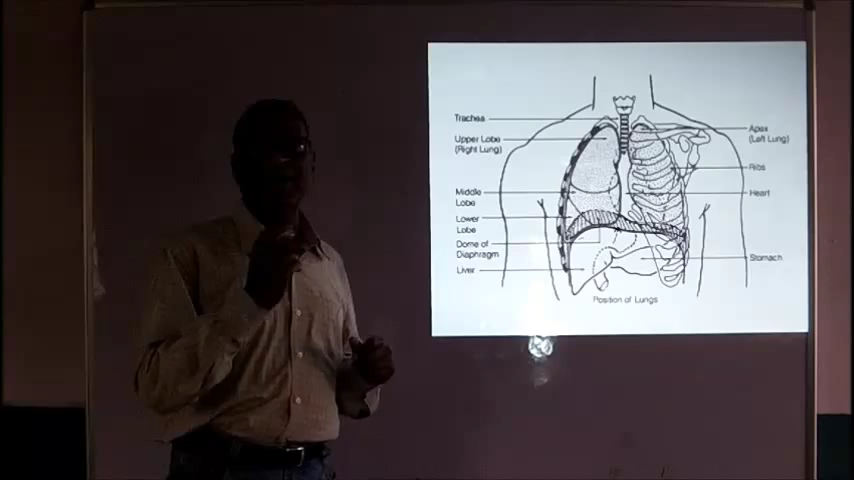 Trachea
Upper Lobe
(Right Lung)
Middle
Lobe
Lower
Lobe
Dome of
Diaphragm
Liver
Apex
(Left Lung)
Ribs
Heart
Stomach
Position of Lungs